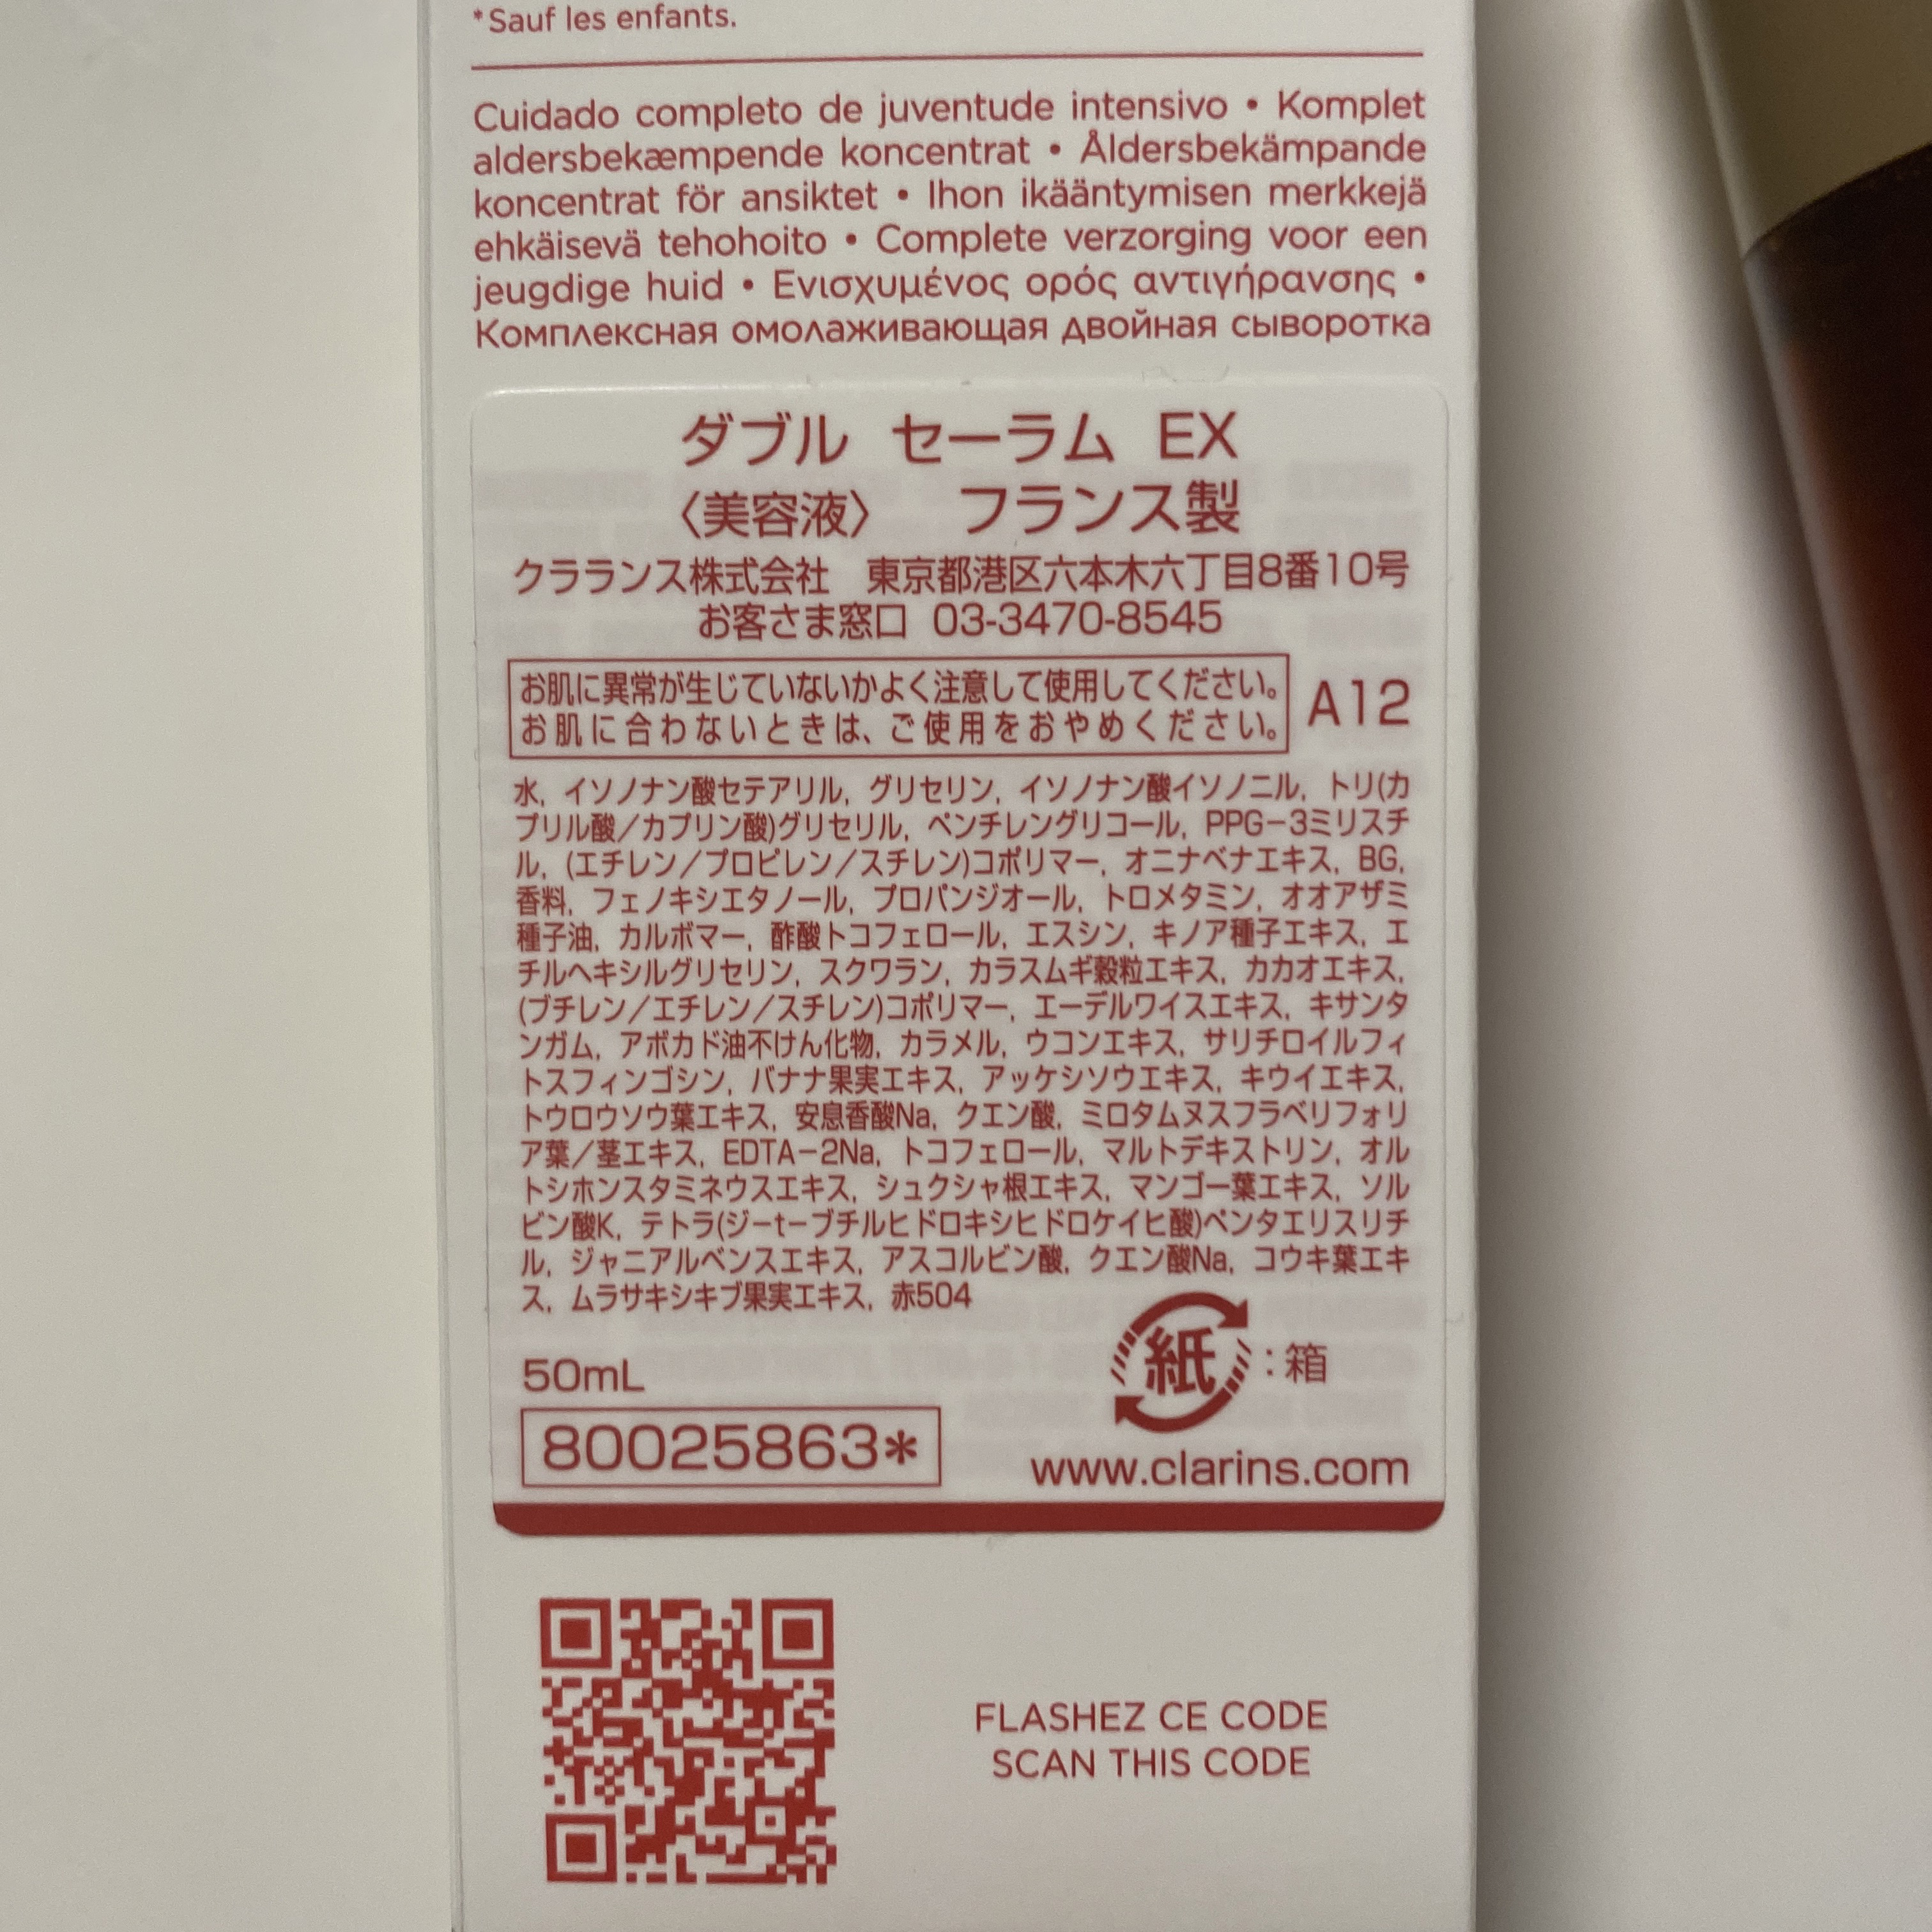 *Sauf les enfants.
Cuidado completo de juventude intensivo • Komplet
aldersbekæmpende koncentrat • Åldersbekämpande
koncentrat för ansiktet • Ihon ikääntymisen merkkejä
ehkäisevä tehohoito • Complete verzorging voor een
jeugdige huid • Ενισχυμένος ορός αντιγήρανσης •
Комплексная омолаживающая двойная сыворотка
ダブル セーラム EX
〈美容液〉 フランス製
クラランス株式会社 東京都港区六本木六丁目8番10号
お客さま窓口 03-3470-8545
お肌に異常が生じていないかよく注意して使用してください。
お肌に合わないときは、ご使用をおやめください。
A12
水, イソノナン酸セテアリル, グリセリン, イソノナン酸イソノニル, トリ(カ
プリル酸／カプリン酸)グリセリル, ペンチレングリコール, PPG−3ミリスチ
ル, (エチレン／プロピレン／スチレン)コポリマー, オニナベナエキス, BG,
香料, フェノキシエタノール, プロパンジオール, トロメタミン, オオアザミ
種子油, カルボマー, 酢酸トコフェロール, エスシン, キノア種子エキス, エ
チルヘキシルグリセリン, スクワラン, カラスムギ穀粒エキス, カカオエキス,
(ブチレン／エチレン／スチレン)コポリマー, エーデルワイスエキス, キサンタ
ンガム, アボカド油不けん化物, カラメル, ウコンエキス, サリチロイルフィ
トスフィンゴシン, バナナ果実エキス, アッケシソウエキス, キウイエキス,
トウロウソウ葉エキス, 安息香酸Na, クエン酸, ミロタムヌスフラベリフォリ
ア葉／茎エキス, EDTA−2Na, トコフェロール, マルトデキストリン, オル
トシホンスタミネウスエキス, シュクシャ根エキス, マンゴー葉エキス, ソル
ビン酸K, テトラ(ジ−t−ブチルヒドロキシヒドロケイヒ酸)ペンタエリスリチ
ル, ジャニアルベンスエキス, アスコルビン酸, クエン酸Na, コウキ葉エキ
ス, ムラサキシキブ果実エキス, 赤504
紙:箱
50mL
80025863*
www.clarins.com
FLASHEZ CE CODE
SCAN THIS CODE